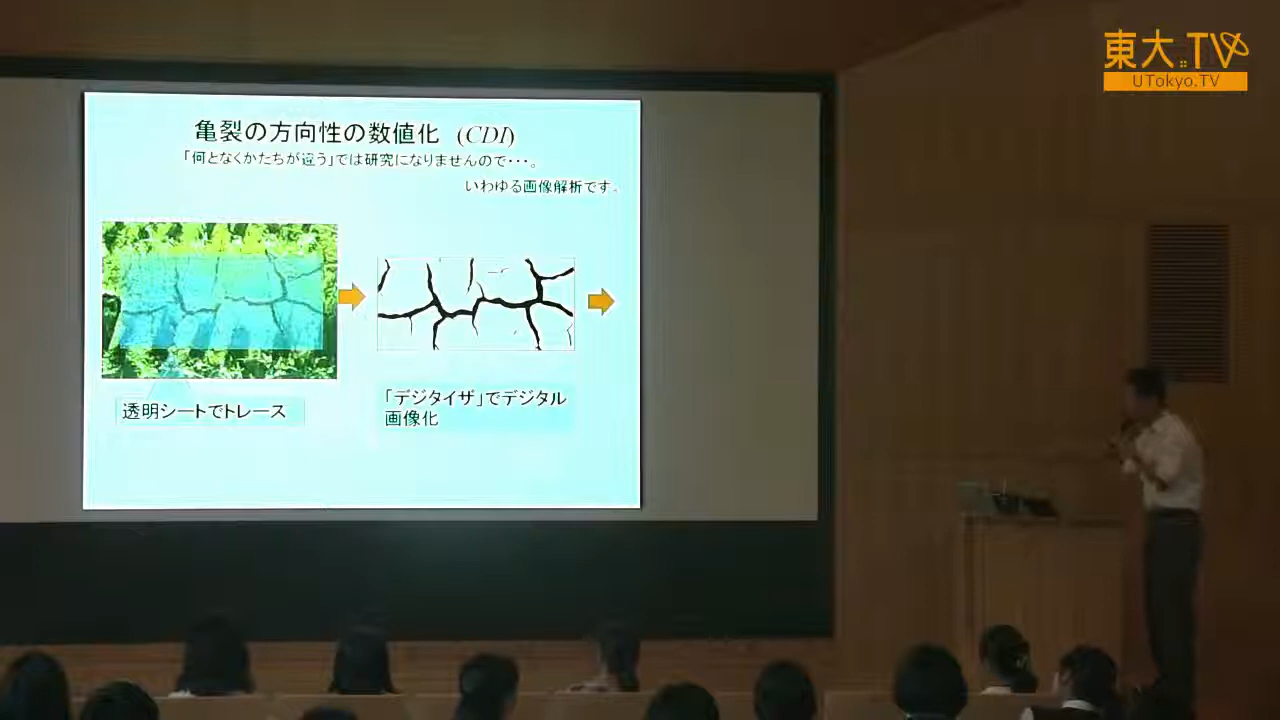 東大TV
UTokyo.TV
亀裂の方向性の数値化 (CDI)
「何となくかたちが違う」では研究になりませんので・・・。
いわゆる画像解析です。
透明シートでトレース
「デジタイザ」でデジタル
画像化